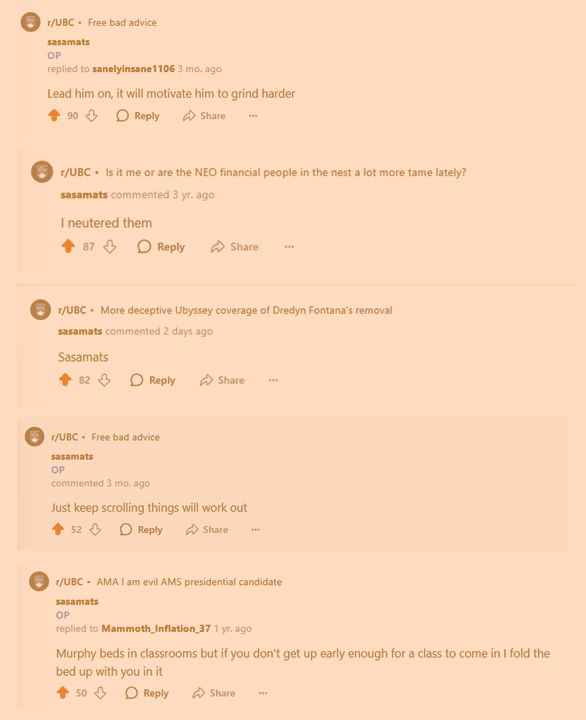 r/UBC • Free bad advice
sasamats
OP
replied to sanelyinsane1106 3 mo. ago
Lead him on, it will motivate him to grind harder
90 Reply Share ...
r/UBC • Is it me or are the NEO financial people in the nest a lot more tame lately?
sasamats commented 3 yr. ago
I neutered them
87 Reply Share ...
r/UBC • More deceptive Ubyssey coverage of Dredyn Fontana's removal
sasamats commented 2 days ago
Sasamats
82 Reply Share ...
r/UBC • Free bad advice
sasamats
OP
commented 3 mo. ago
Just keep scrolling things will work out
52 Reply Share ...
r/UBC • AMA I am evil AMS presidential candidate
sasamats
OP
replied to Mammoth_Inflation_37 1 yr. ago
Murphy beds in classrooms but if you don't get up early enough for a class to come in I fold the
bed up with you in it
50 Reply Share ...